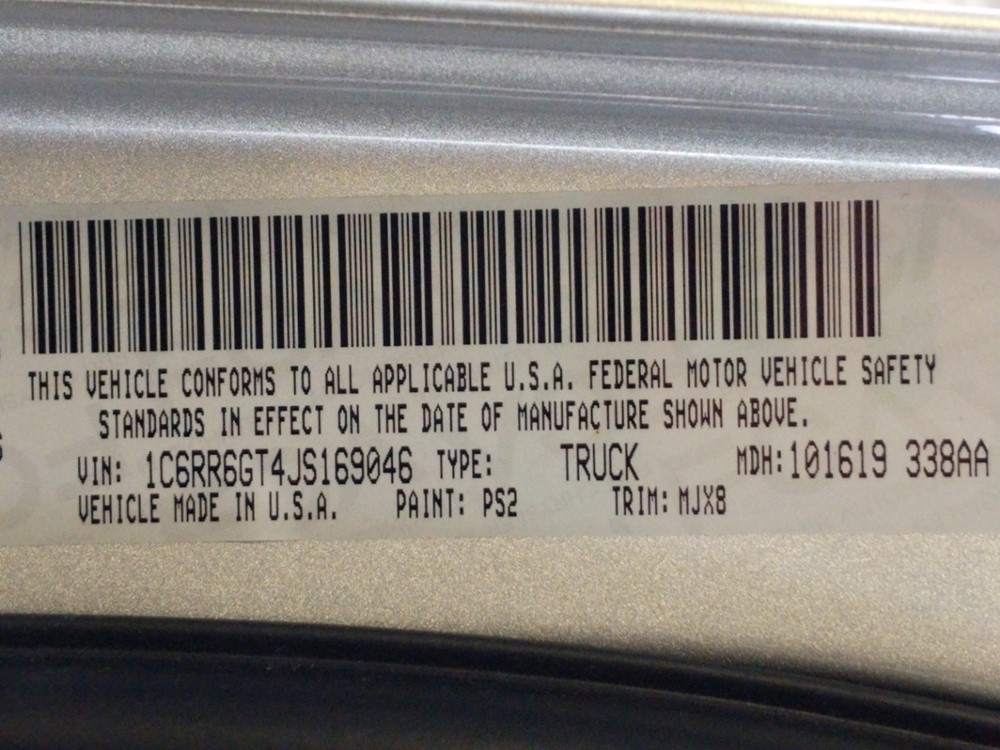 THIS VEHICLE CONFORMS TO ALL APPLICABLE U.S.A. FEDERAL MOTOR VEHICLE SAFETY
STANDARDS IN EFFECT ON THE DATE OF MANUFACTURE SHOWN ABOVE.
VIN: 1C6RR6GT4JS169046 TYPE: TRUCK MDH:101619 338AA
VEHICLE MADE IN U.S.A. PAINT: PS2 TRIM: MJX8